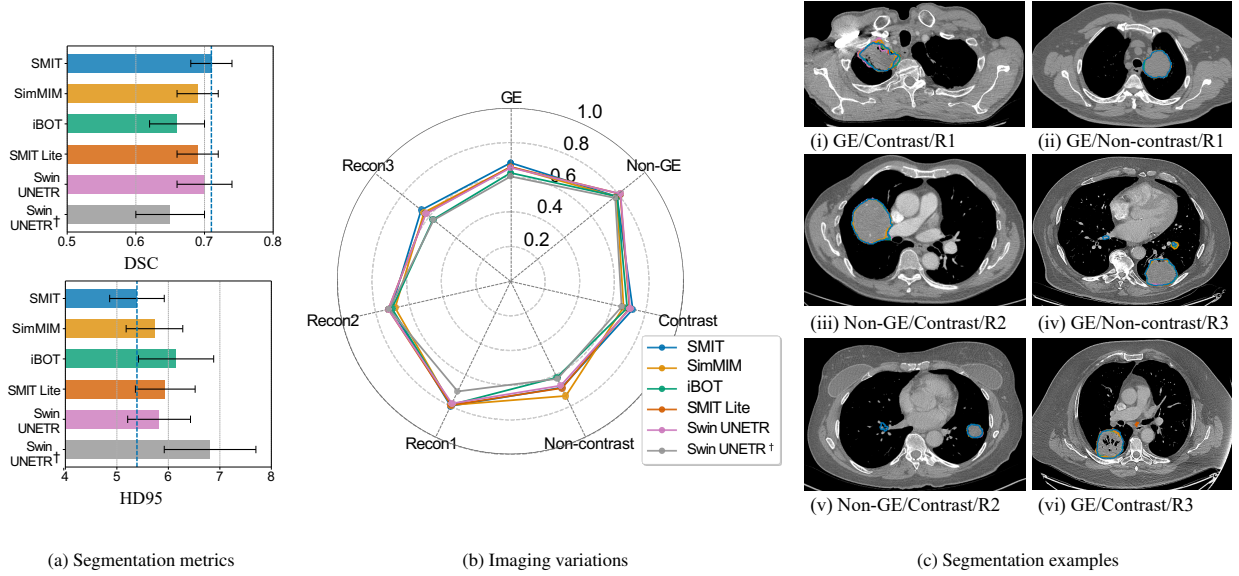 SMIT
SimMIM
iBOT
SMIT Lite
Swin
UNETR
Swin
UNETR†
0.5 0.6 0.7 0.8
DSC
SMIT
SimMIM
iBOT
SMIT Lite
Swin
UNETR
Swin
UNETR†
4 5 6 7 8
HD95
(a) Segmentation metrics
GE
1.0
0.8
0.6
0.4
0.2
Recon3
Non-GE
Recon2
Contrast
Recon1
Non-contrast
SMIT
SimMIM
iBOT
SMIT Lite
Swin UNETR
Swin UNETR †
(b) Imaging variations
(i) GE/Contrast/R1
(ii) GE/Non-contrast/R1
(iii) Non-GE/Contrast/R2
(iv) GE/Non-contrast/R3
(v) Non-GE/Contrast/R2
(vi) GE/Contrast/R3
(c) Segmentation examples